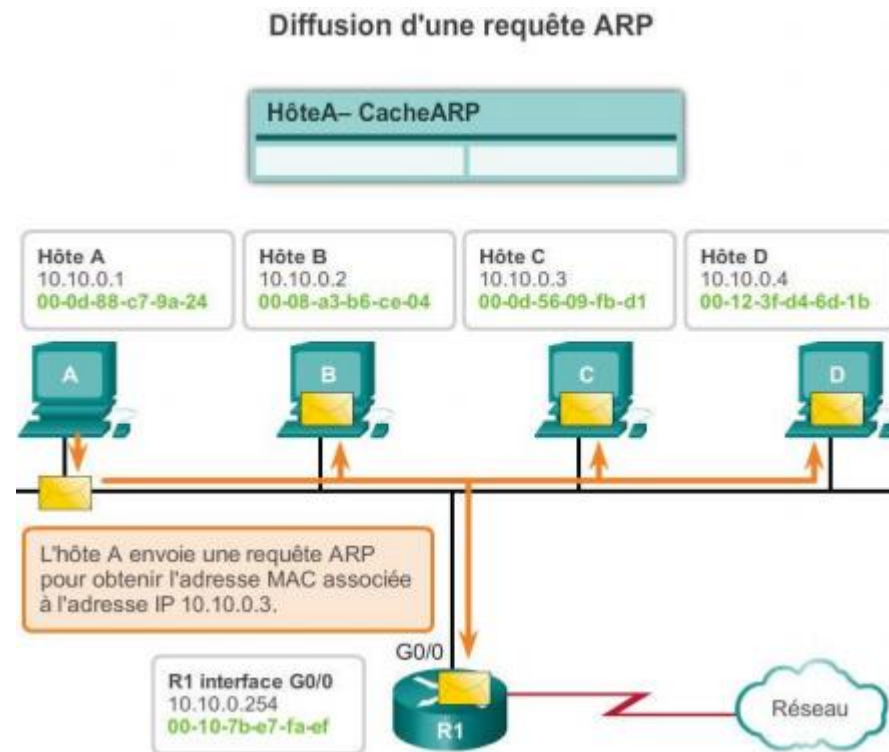 Diffusion d'une requête ARP
HôteA– CacheARP
Hôte A
10.10.0.1
00-0d-88-c7-9a-24
Hôte B
10.10.0.2
00-08-a3-b6-ce-04
Hôte C
10.10.0.3
00-0d-56-09-fb-d1
Hôte D
10.10.0.4
00-12-3f-d4-6d-1b
A
B
C
D
L'hôte A envoie une requête ARP
pour obtenir l'adresse MAC associée
à l'adresse IP 10.10.0.3.
G0/0
R1 interface G0/0
10.10.0.254
00-10-7b-e7-fa-ef
R1
Réseau